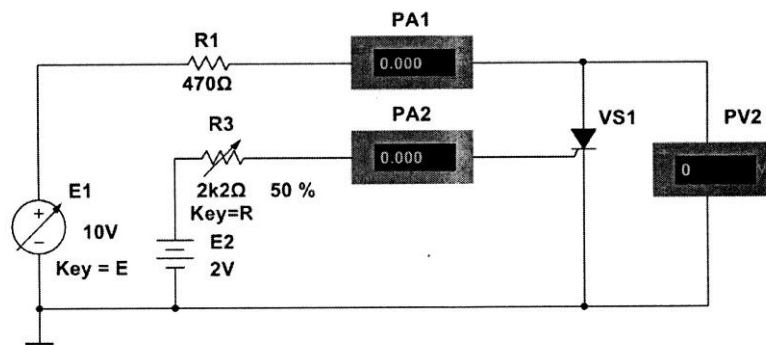 PA1
R1
0.000
470Ω
PA2
R3
VS1
PV2
0.000
0
2k2Ω 50 %
Key=R
E1
10V
E2
Key = E
2V